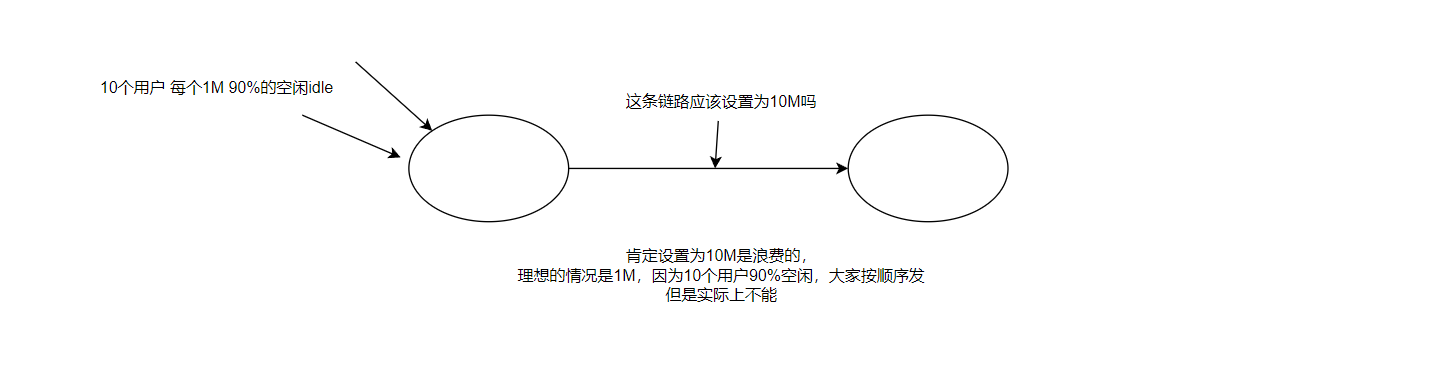 10个用户 每个1M 90%的空闲idle
这条链路应该设置为10M吗
肯定设置为10M是浪费的，
理想的情况是1M，因为10个用户90%空闲，大家按顺序发
但是实际上不能